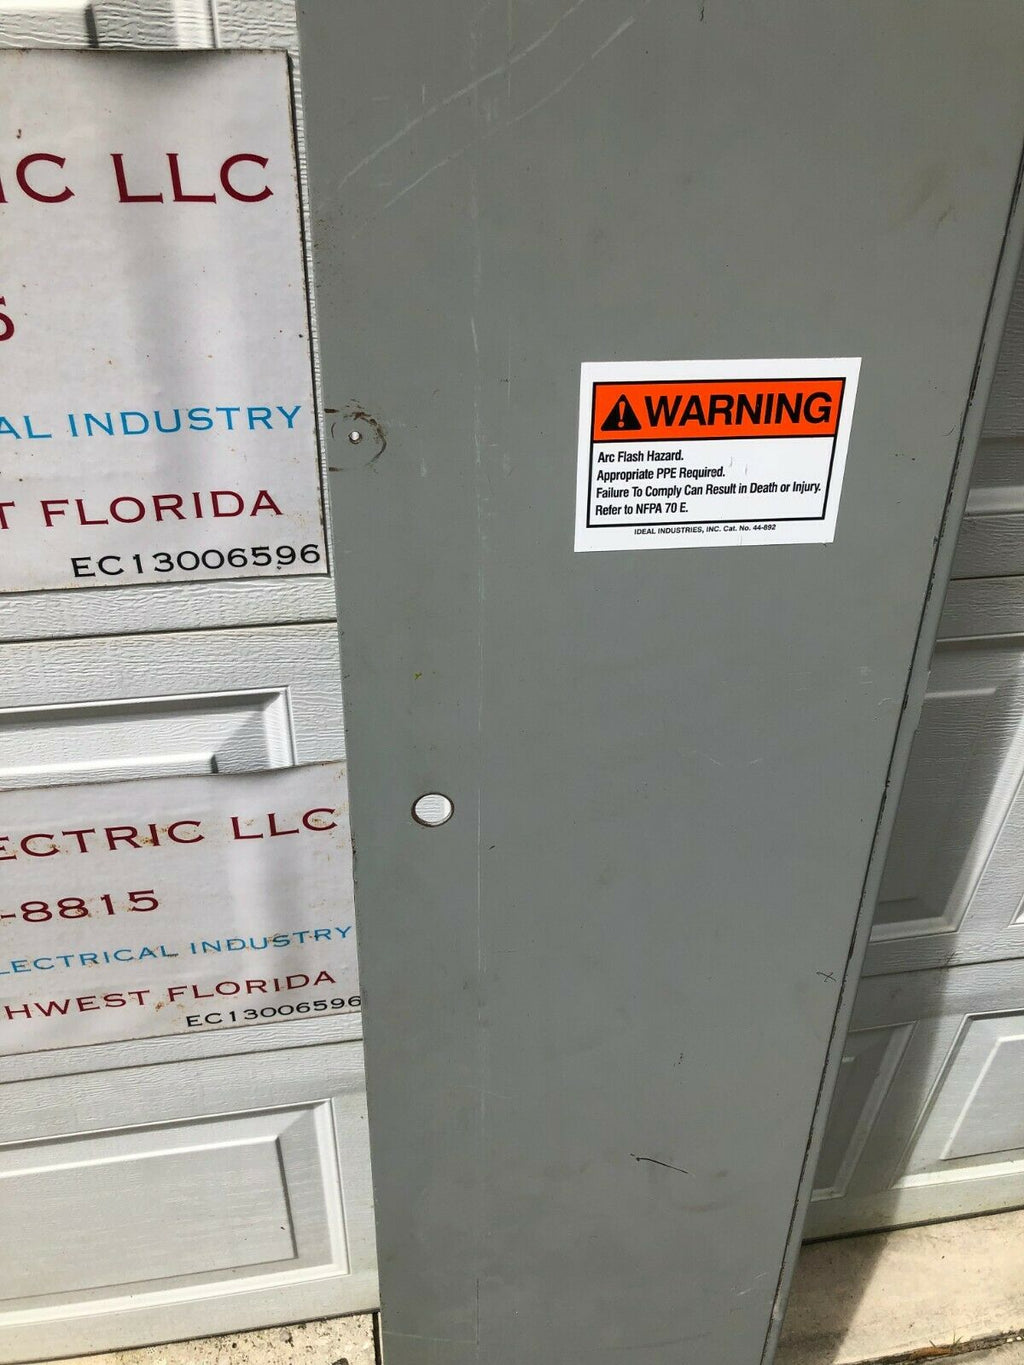 IC LLC
AL INDUSTRY
T FLORIDA
EC13006596
WARNING
Arc Flash Hazard.
Appropriate PPE Required.
Failure To Comply Can Result in Death or Injury.
Refer to NFPA 70 E.
IDEAL INDUSTRIES, INC. Cat. No. 44-892
ECTRIC LLC
-8815
LECTRICAL INDUSTRY
HWEST FLORIDA
EC13006596